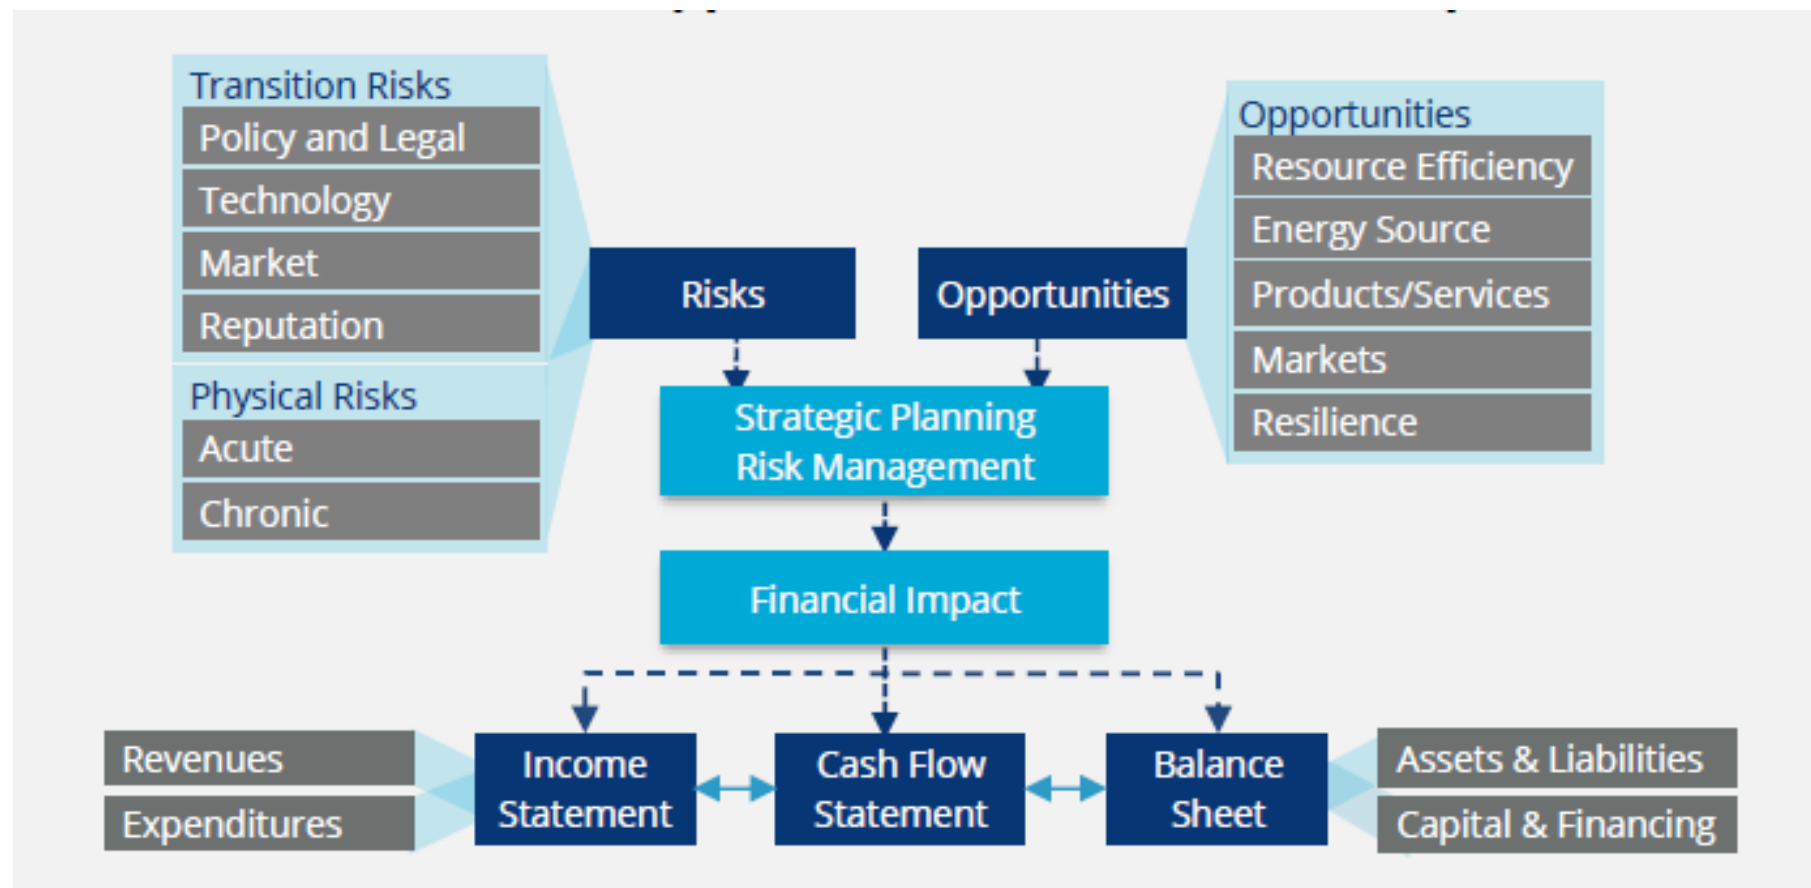 Transition Risks
Policy and Legal
Technology
Market
Reputation
Physical Risks
Acute
Chronic
Risks
Opportunities
Opportunities
Resource Efficiency
Energy Source
Products/Services
Markets
Resilience
Strategic Planning
Risk Management
Financial Impact
Revenues
Expenditures
Income
Statement
Cash Flow
Statement
Balance
Sheet
Assets & Liabilities
Capital & Financing